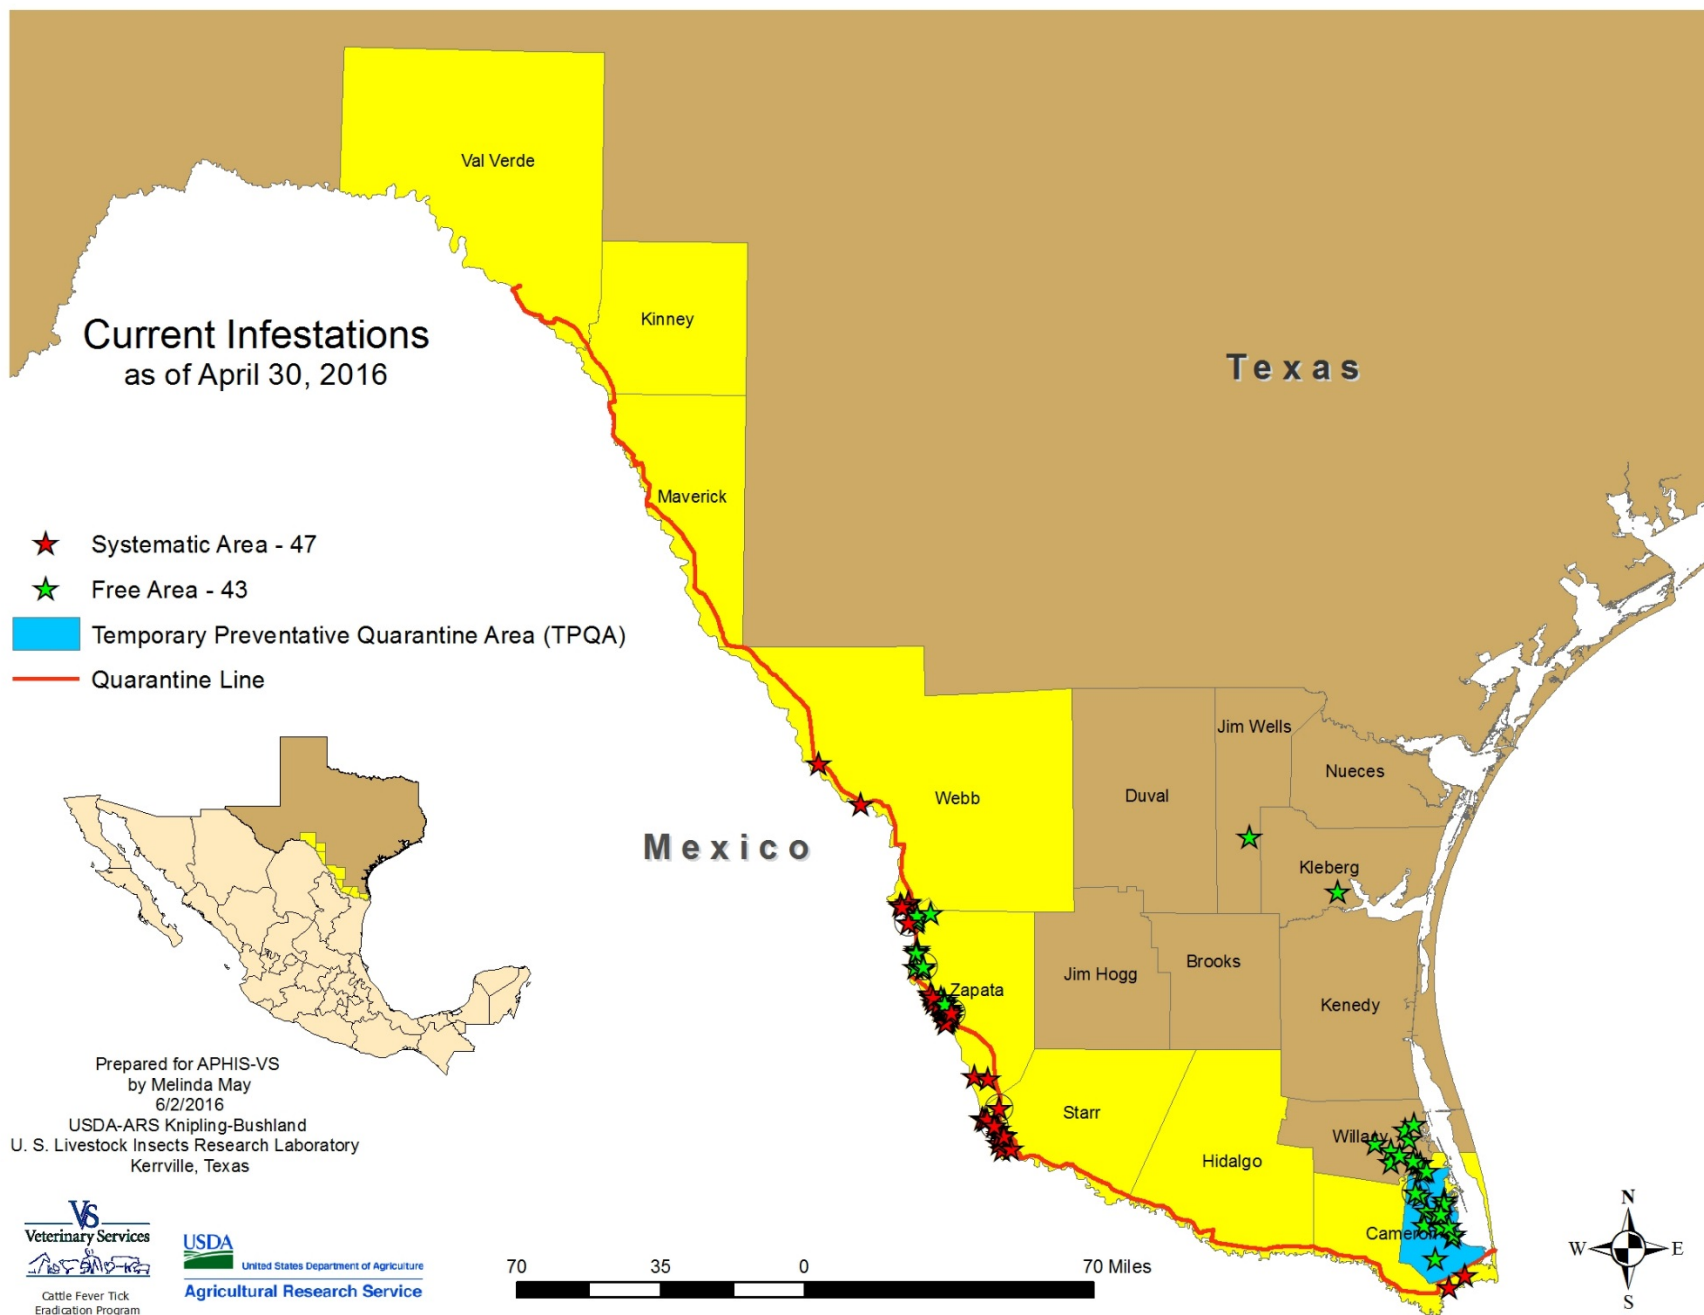 Val Verde
Kinney
Current Infestations
as of April 30, 2016
Texas
Maverick
Systematic Area - 47
Free Area - 43
Temporary Preventative Quarantine Area (TPQA)
Quarantine Line
Jim Wells
Nueces
Webb
Duval
Mexico
Kleberg
Jim Hogg
Brooks
Zapata
Kenedy
Prepared for APHIS-VS
by Melinda May
6/2/2016
USDA-ARS Knipling-Bushland
U. S. Livestock Insects Research Laboratory
Kerrville, Texas
Starr
Willacy
Hidalgo
Cameron
VS
Veterinary Services
Cattle Fever Tick
Eradication Program
USDA
United States Department of Agriculture
Agricultural Research Service
70 35 0 70 Miles
N
W E
S